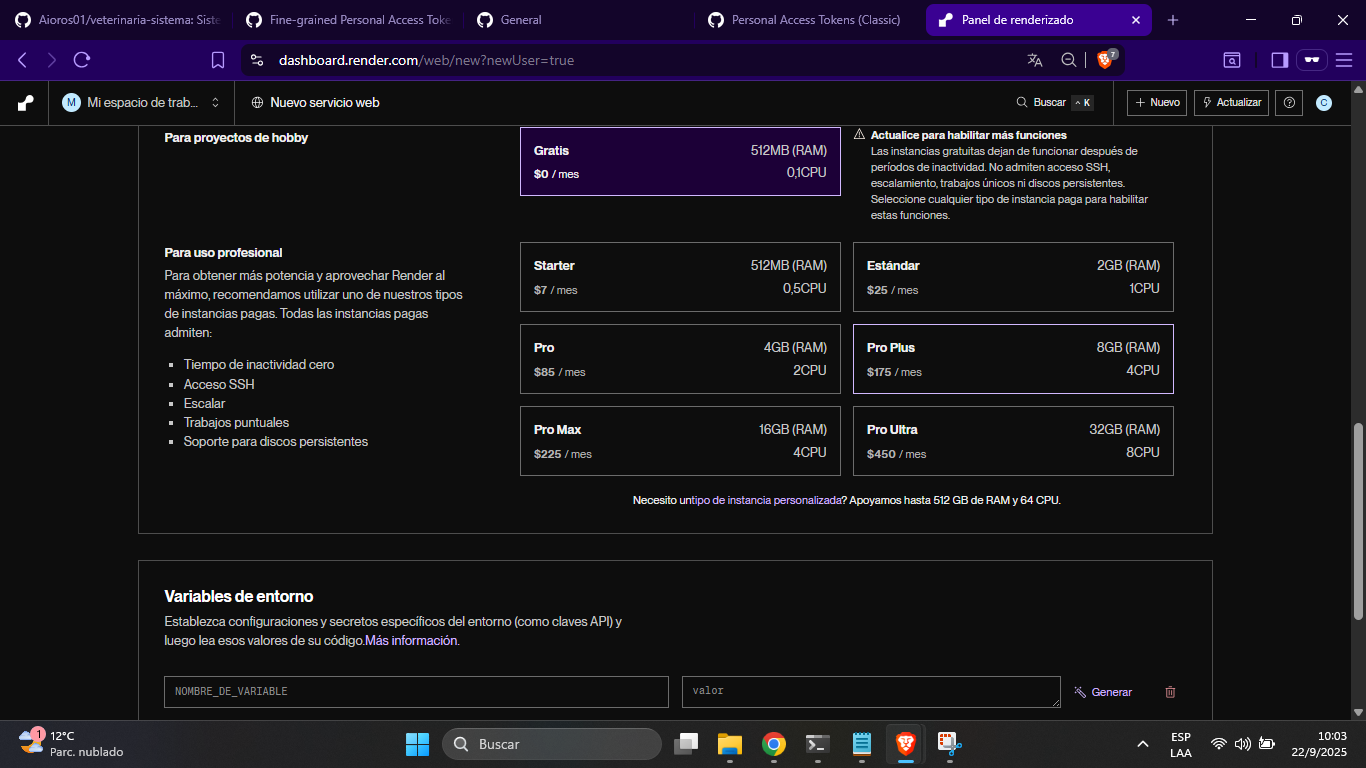 Aioros01/veterinaria-sistema: Siste
Fine-grained Personal Access Toke
General
Personal Access Tokens (Classic)
Panel de renderizado
dashboard.render.com/web/new?newUser=true
7
M
Mi espacio de trab...
Nuevo servicio web
Buscar
K
Nuevo
Actualizar
C
Para proyectos de hobby
Gratis
512MB (RAM)
$0 / mes
0,1CPU
Actualice para habilitar más funciones
Las instancias gratuitas dejan de funcionar después de
períodos de inactividad. No admiten acceso SSH,
escalamiento, trabajos únicos ni discos persistentes.
Seleccione cualquier tipo de instancia paga para habilitar
estas funciones.
Para uso profesional
Para obtener más potencia y aprovechar Render al
máximo, recomendamos utilizar uno de nuestros tipos
de instancias pagas. Todas las instancias pagas
admiten:
Tiempo de inactividad cero
Acceso SSH
Escalar
Trabajos puntuales
Soporte para discos persistentes
Starter
512MB (RAM)
$7 / mes
0,5CPU
Estándar
2GB (RAM)
$25 / mes
1CPU
Pro
4GB (RAM)
$85 / mes
2CPU
Pro Plus
8GB (RAM)
$175 / mes
4CPU
Pro Max
16GB (RAM)
$225 / mes
4CPU
Pro Ultra
32GB (RAM)
$450 / mes
8CPU
Necesito untipo de instancia personalizada? Apoyamos hasta 512 GB de RAM y 64 CPU.
Variables de entorno
Establezca configuraciones y secretos específicos del entorno (como claves API) y
luego lea esos valores de su código.Más información.
NOMBRE_DE_VARIABLE
valor
Generar
1
12°C
Parc. nublado
Buscar
ESP
LAA
10:03
22/9/2025